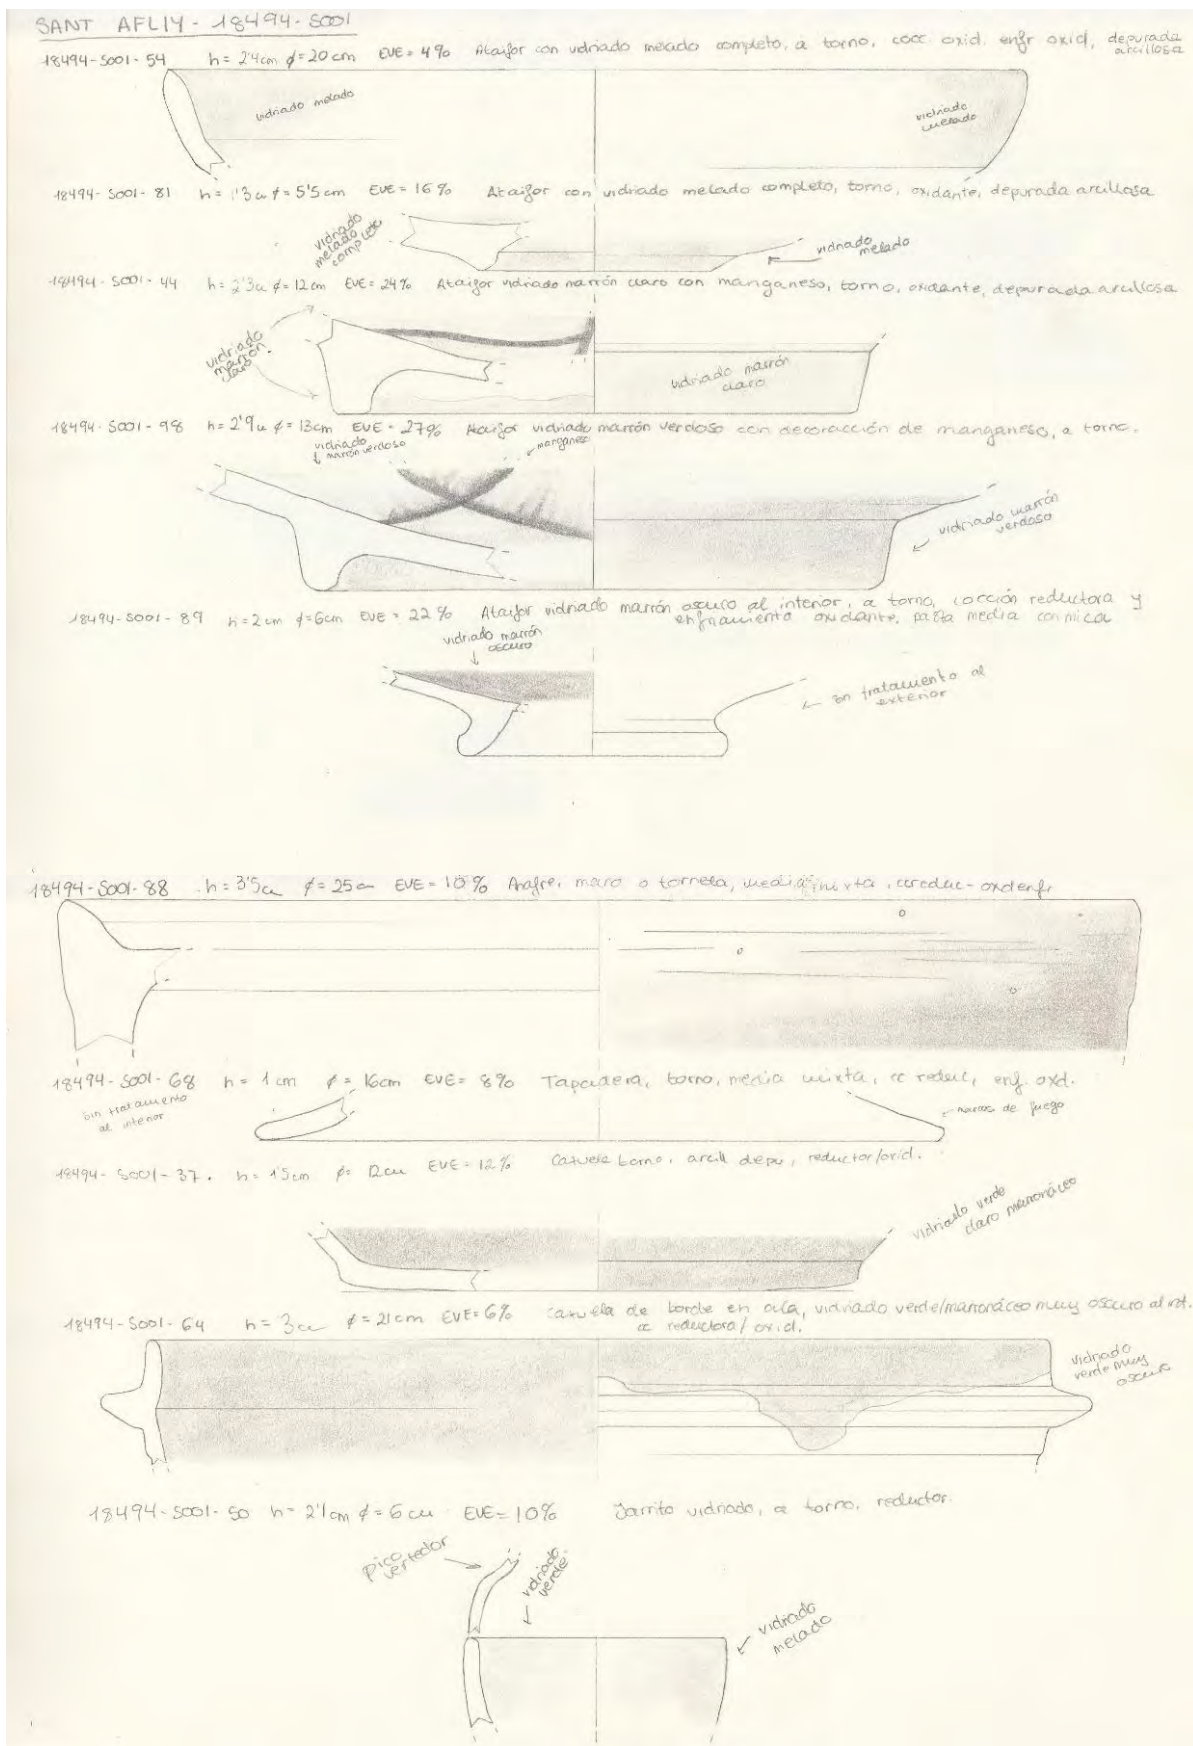 SANT AFLIY - 18494-S001
18494-S001-54 h= 2'4cm ø=20cm EVE= 4% Ataifor con vidriado melado completo, a torno, cocc. oxid. enfr oxid, depurada
arcillosa
vidriado melado
vidriado
melado
18494-S001-81 h= 1'3cm ø= 5'5cm EVE= 16% Ataifor con vidriado melado completo, torno, oxidante, depurada arcillosa
vidriado
melado
completo
vidriado
melado
18494-S001-44 h= 2'3cm ø=12cm EVE= 24% Ataifor vidriado marrón claro con manganeso, torno, oxidante, depurada arcillosa
vidriado
marrón
claro
vidriado marrón
claro
18494-S001-98 h= 2'9cm ø= 13cm EVE= 27% Ataifor vidriado marrón verdoso con decoracción de manganeso, a torno.
vidriado
marrón verdoso
manganeso
vidriado marrón
verdoso
18494-S001-89 h=2cm ø=6cm EVE= 22% Ataifor vidriado marrón oscuro al interior, a torno, cocción reductora y
enfriamiento oxidante, pasta media con mica
vidriado marrón
oscuro
sin tratamiento al
exterior
18494-S001-88 h= 3'5cm ø= 25cm EVE= 10% Anafre, mano o torneta, media mixta, cc reduc-oxd enfr
18494-S001-68 h= 1cm ø= 16cm EVE= 8% Tapadera, torno, media mixta, cc reduc, enf. oxd.
sin tratamiento
al interior
marcas de fuego
18494-S001-37. h= 1'5cm ø= 12cm EVE= 12% Cazuela torno, arcill depu, reductor/oxid.
vidriado verde
claro marronáceo
18494-S001-64 h= 3cm ø= 21cm EVE= 6% cazuela de borde en ala, vidriado verde/marronáceo muy oscuro al int.
cc reductora/oxid.
vidriado
verde muy
oscuro
18494-S001-50 h= 2'1cm ø= 6cm EVE= 10% Jarrito vidriado, a torno, reductor.
pico
vertedor
vidriado
verde
vidriado
melado